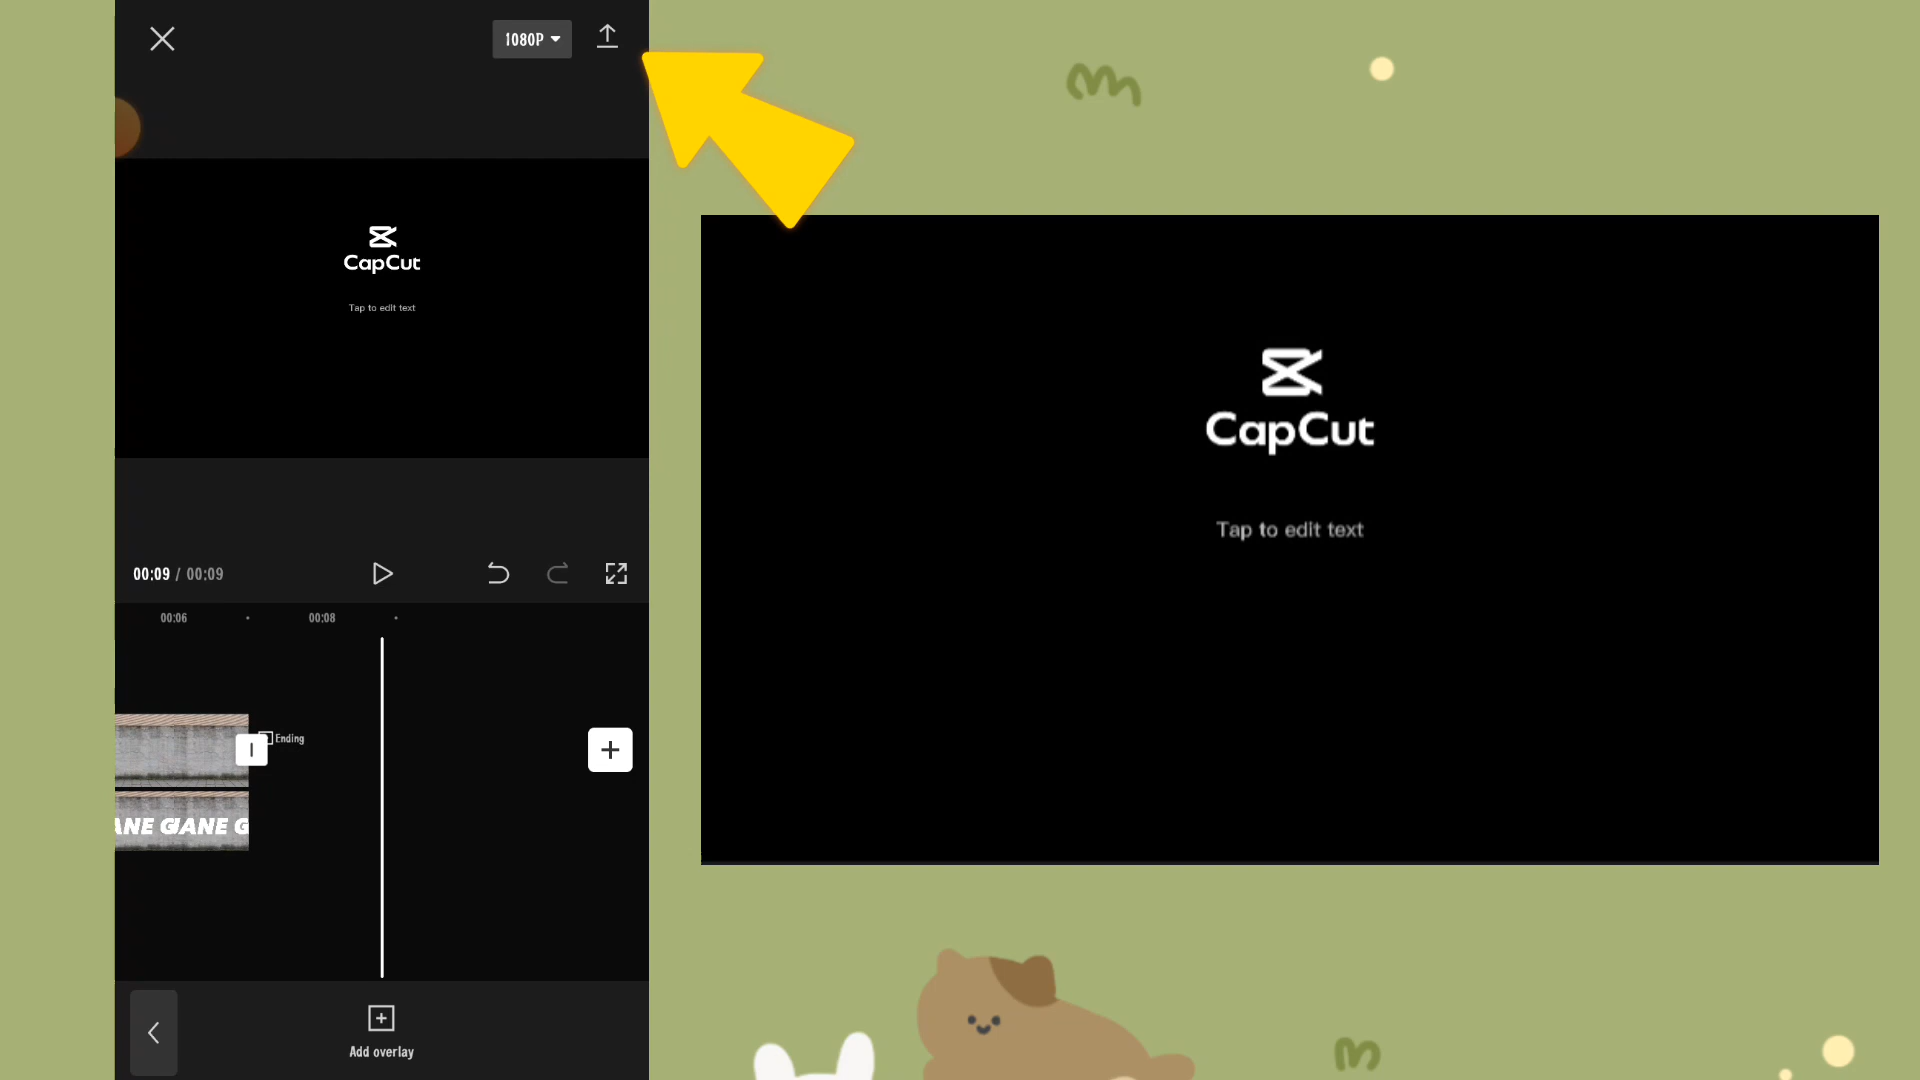 1080P
CapCut
Tap to edit text
00:09 / 00:09
00:06
00:08
Ending
ANE GIANE G
Add overlay
CapCut
Tap to edit text